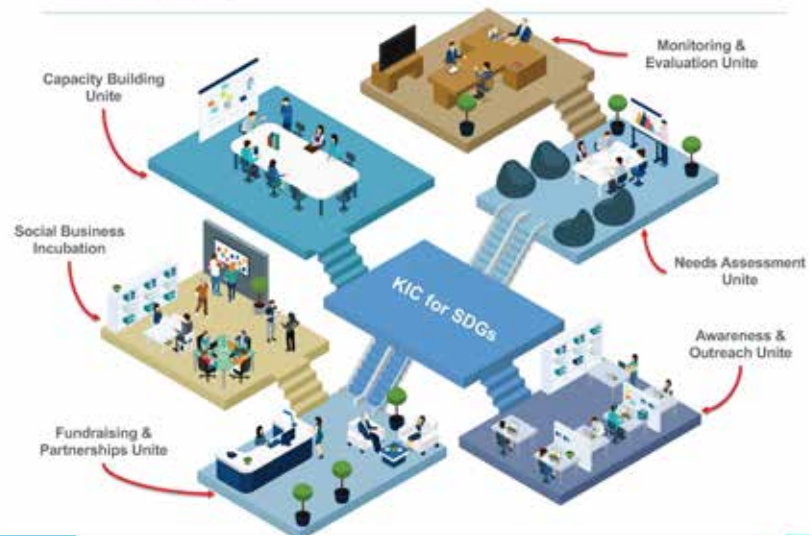 Monitoring &
Evaluation Unite
Capacity Building
Unite
Social Business
Incubation
KIC for SDGs
Needs Assessment
Unite
Awareness &
Outreach Unite
Fundraising &
Partnerships Unite